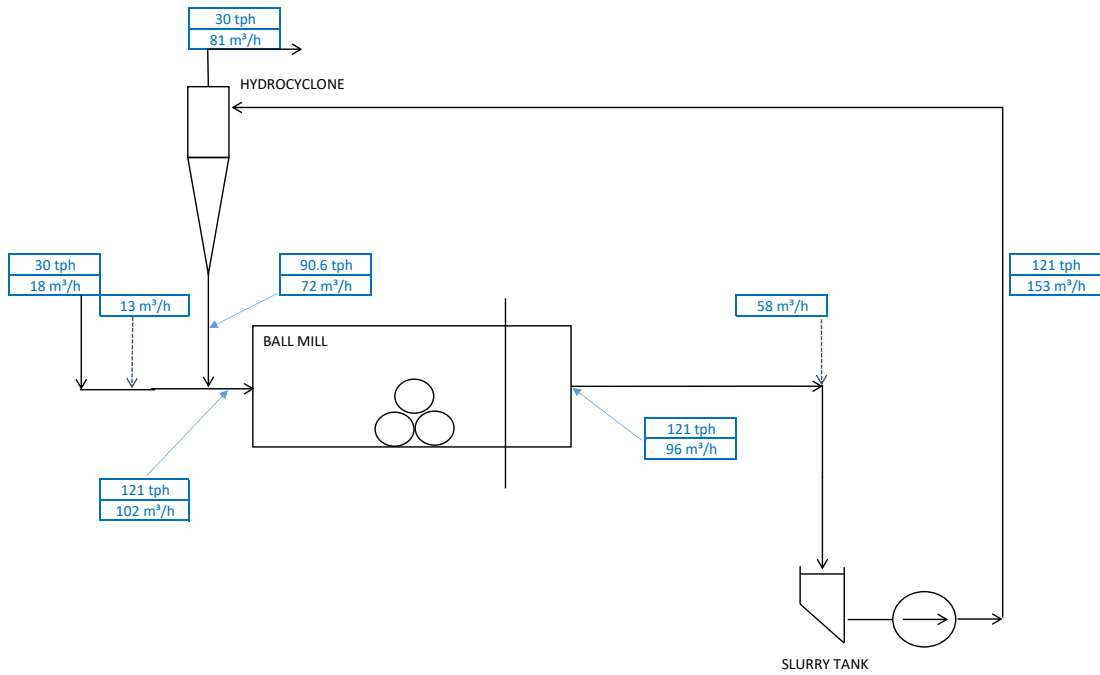 30 tph
81 m³/h
HYDROCYCLONE
30 tph
18 m³/h
13 m³/h
90.6 tph
72 m³/h
58 m³/h
121 tph
153 m³/h
BALL MILL
121 tph
96 m³/h
121 tph
102 m³/h
SLURRY TANK